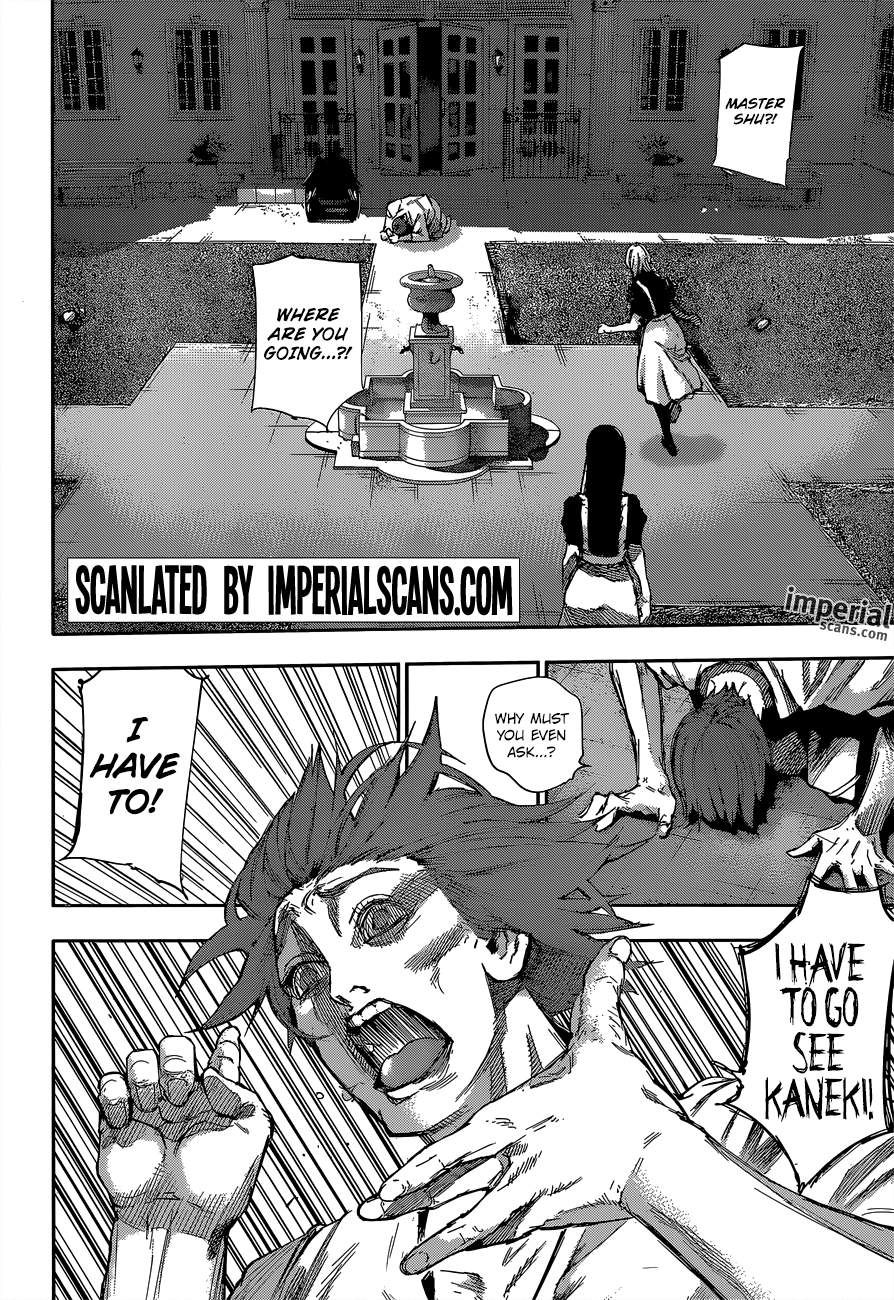 MASTER
SHU?!
WHERE
ARE YOU
GOING...?!
SCANLATED BY IMPERIALSCANS.COM
imperial
scans.com
WHY MUST
YOU EVEN
ASK...?
I
HAVE
TO!
I HAVE
TO GO
SEE
KANEKI!